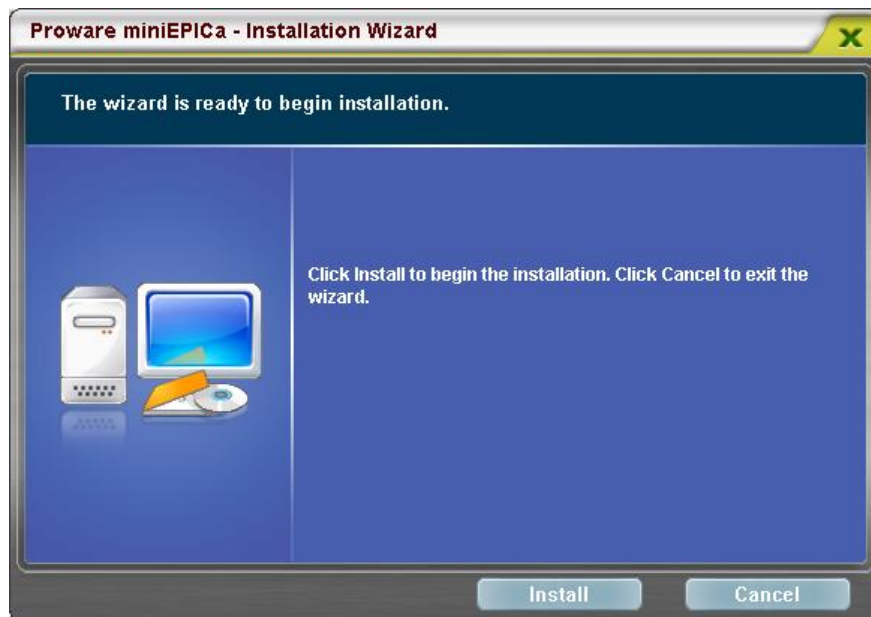 Proware miniEPICa - Installation Wizard
The wizard is ready to begin installation.
Click Install to begin the installation. Click Cancel to exit the
wizard.
Install
Cancel